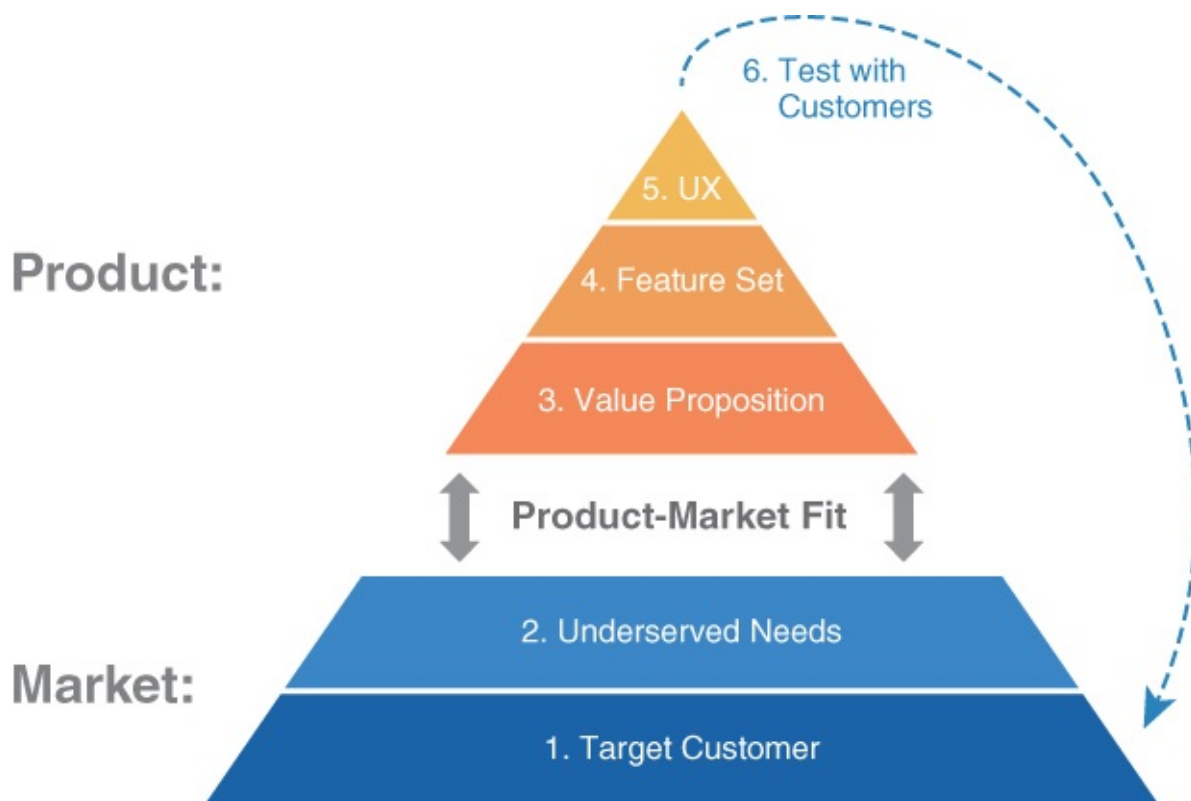 6. Test with
Customers
5. UX
Product:
4. Feature Set
3. Value Proposition
Product-Market Fit
2. Underserved Needs
Market:
1. Target Customer